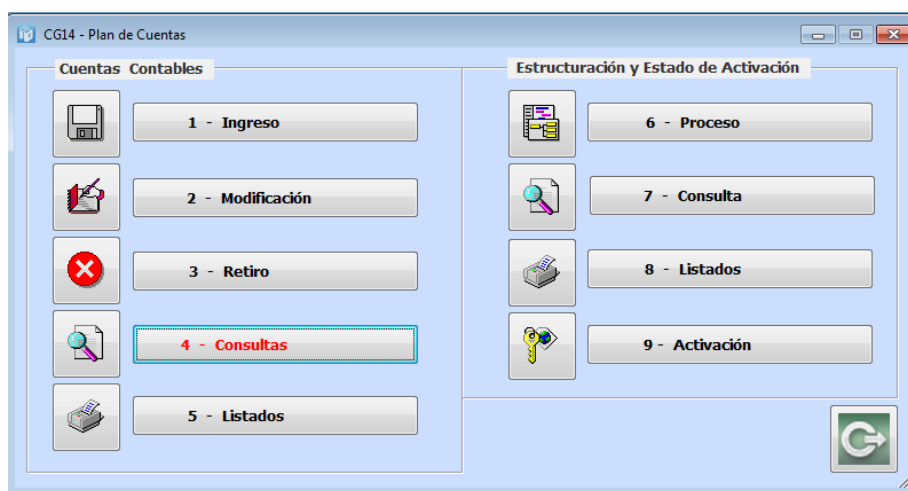 CG14 - Plan de Cuentas
Cuentas Contables
1 - Ingreso
2 - Modificación
3 - Retiro
4 - Consultas
5 - Listados
Estructuración y Estado de Activación
6 - Proceso
7 - Consulta
8 - Listados
9 - Activación